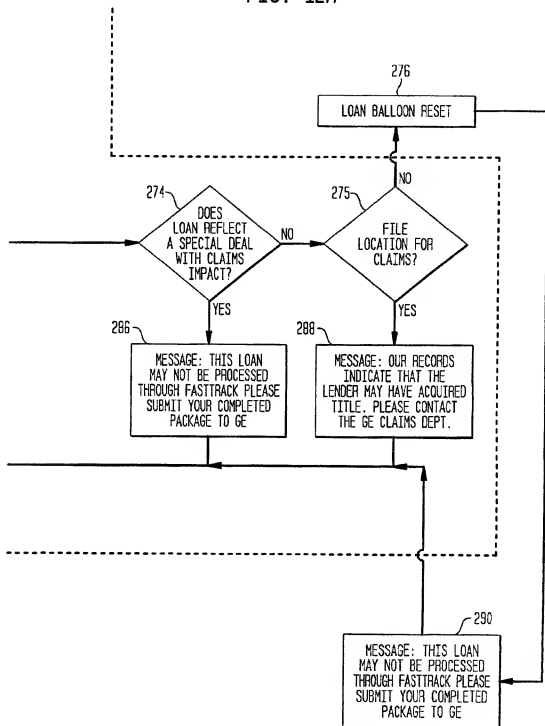 FIG. 12A
276
LOAN BALLOON RESET
NO
274
DOES
LOAN REFLECT
A SPECIAL DEAL
WITH CLAIMS
IMPACT?
NO
YES
275
FILE
LOCATION FOR
CLAIMS?
YES
286
MESSAGE: THIS LOAN
MAY NOT BE PROCESSED
THROUGH FASTTRACK PLEASE
SUBMIT YOUR COMPLETED
PACKAGE TO GE
288
MESSAGE: OUR RECORDS
INDICATE THAT THE
LENDER MAY HAVE ACQUIRED
TITLE. PLEASE CONTACT
THE GE CLAIMS DEPT.
290
MESSAGE: THIS LOAN
MAY NOT BE PROCESSED
THROUGH FASTTRACK PLEASE
SUBMIT YOUR COMPLETED
PACKAGE TO GE